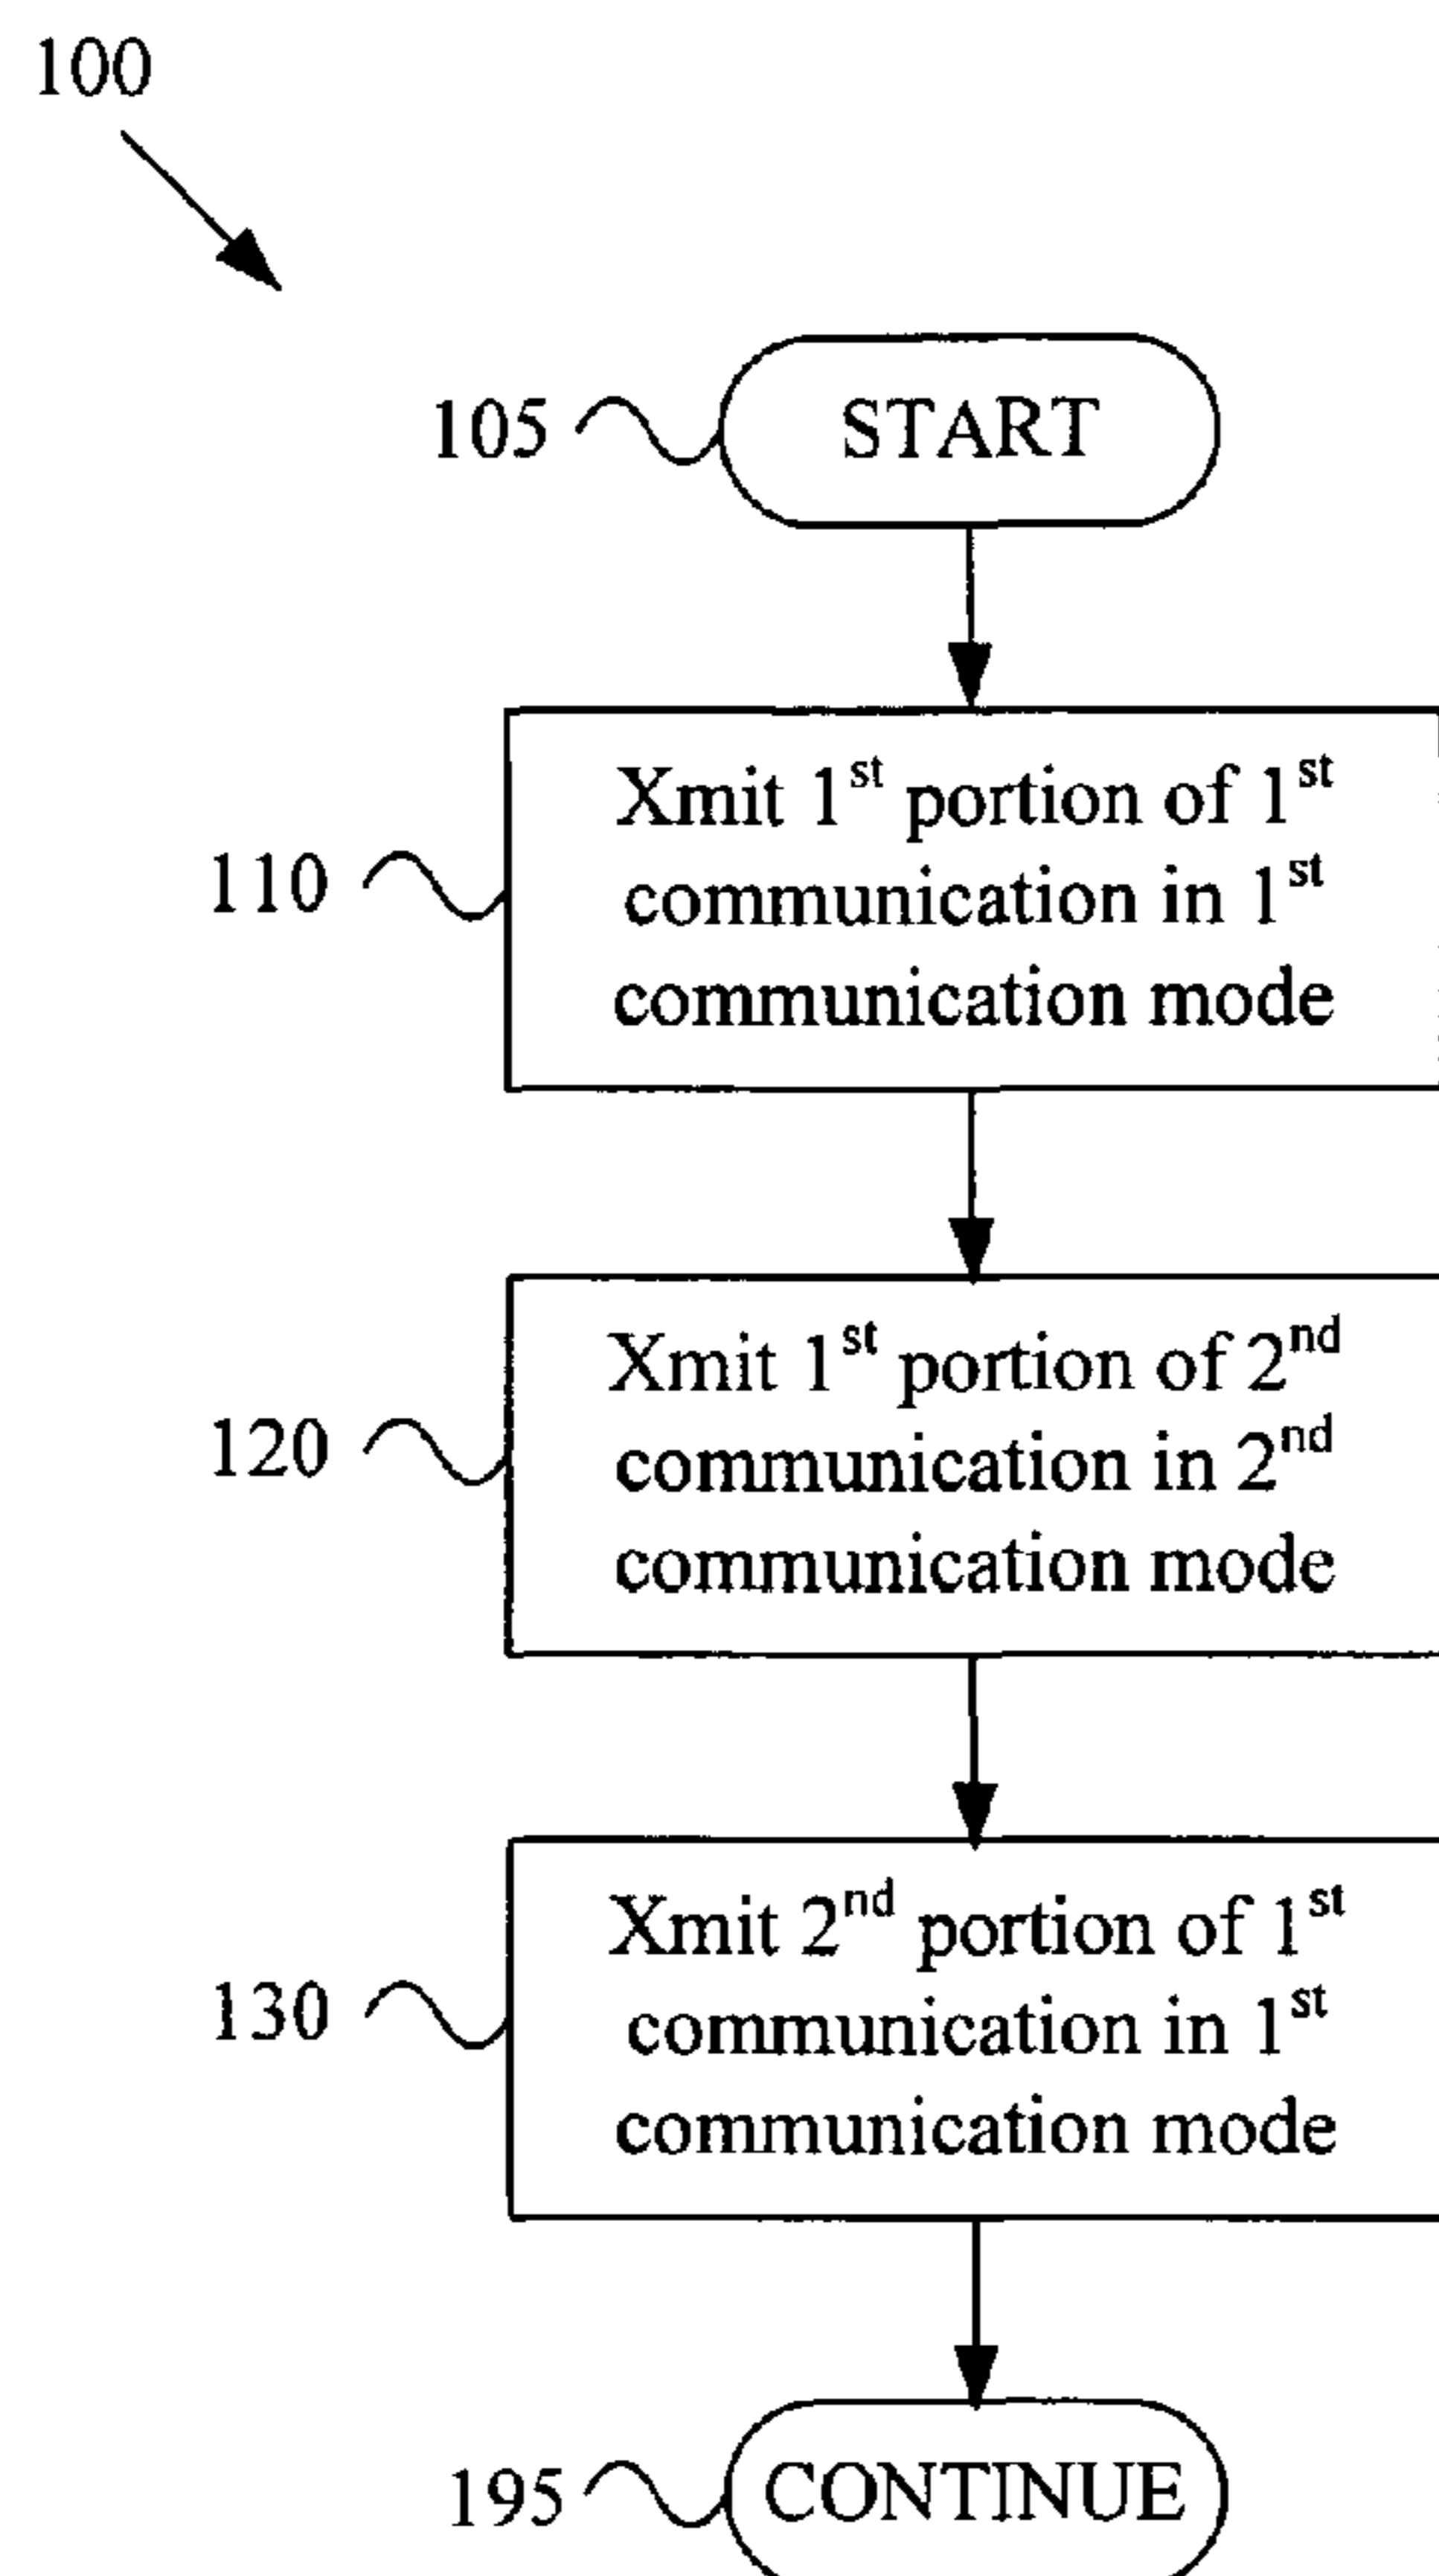 100
105 START
110
Xmit 1st portion of 1st
communication in 1st
communication mode
120
Xmit 1st portion of 2nd
communication in 2nd
communication mode
130
Xmit 2nd portion of 1st
communication in 1st
communication mode
195 CONTINUE